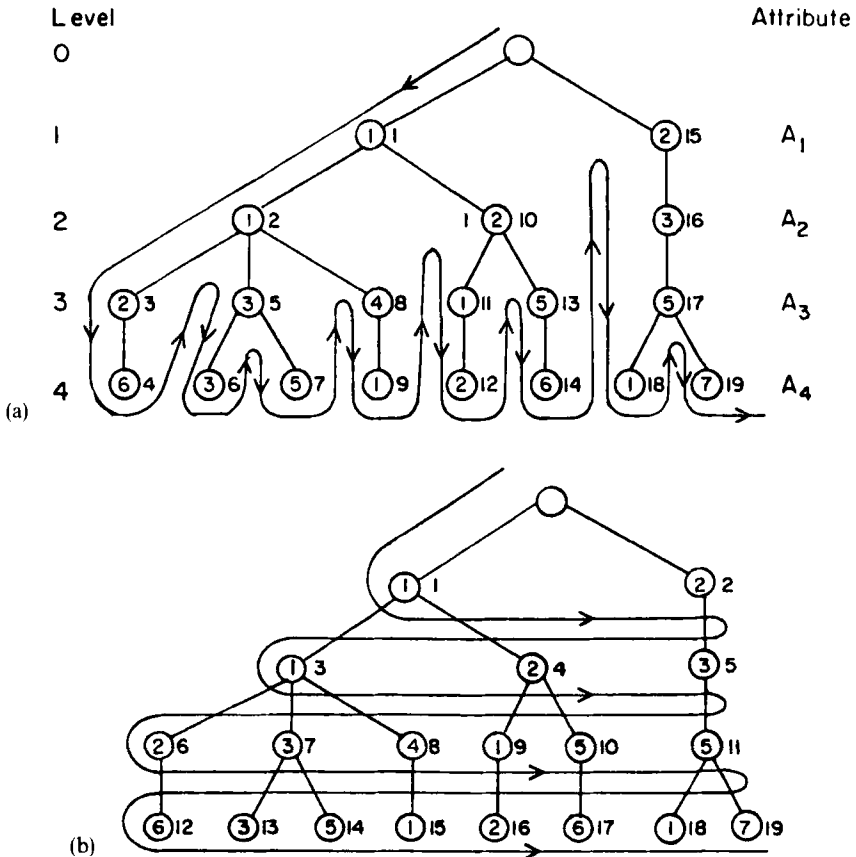 Level Attribute
0
1 1 1 2 15 A1
2 1 2 1 2 10 3 16 A2
3 2 3 3 5 4 8 1 11 5 13 5 17 A3
4 6 4 3 6 5 7 1 9 2 12 6 14 1 18 7 19 A4
(a)
1 1 2 2
1 3 2 4 3 5
2 6 3 7 4 8 1 9 5 10 5 11
6 12 3 13 5 14 1 15 2 16 6 17 1 18 7 19
(b)